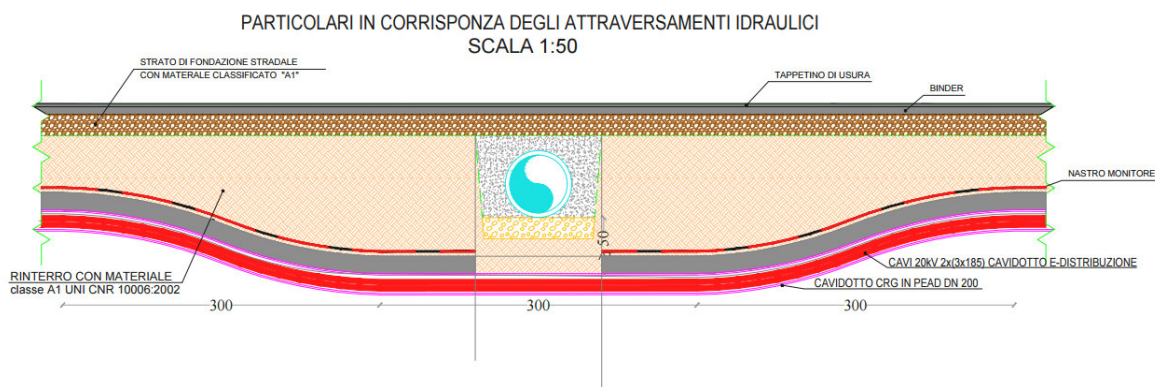 PARTICOLARI IN CORRISPONZA DEGLI ATTRAVERSAMENTI IDRAULICI
SCALA 1:50
STRATO DI FONDAZIONE STRADALE
CON MATERALE CLASSIFICATO "A1"
TAPPETINO DI USURA
BINDER
NASTRO MONITORE
50
RINTERRO CON MATERIALE
classe A1 UNI CNR 10006:2002
CAVI 20kV 2x(3x185) CAVIDOTTO E-DISTRIBUZIONE
CAVIDOTTO CRG IN PEAD DN 200
300
300
300